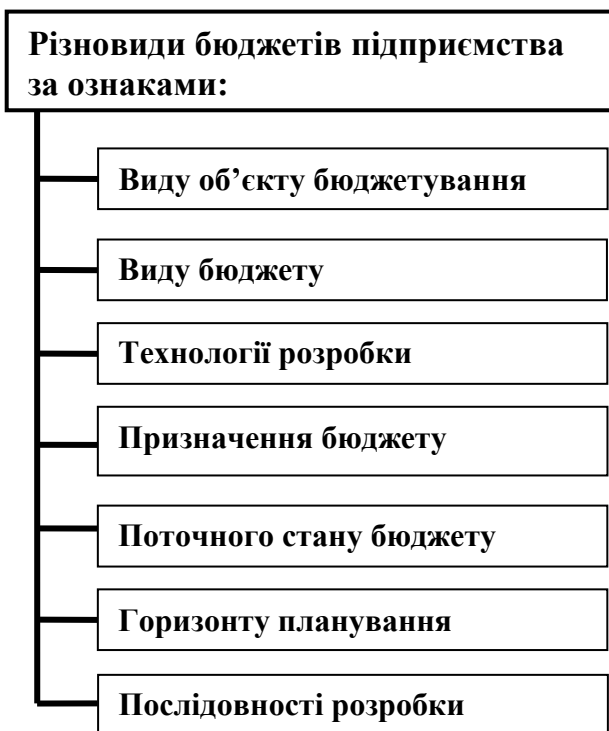 Різновиди бюджетів підприємства
за ознаками:
Виду об’єкту бюджетування
Виду бюджету
Технології розробки
Призначення бюджету
Поточного стану бюджету
Горизонту планування
Послідовності розробки